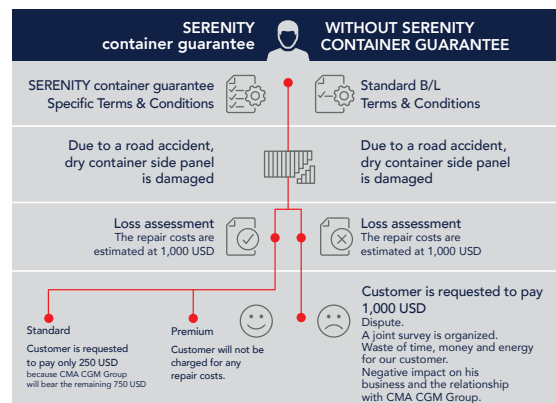 SERENITY
container guarantee
WITHOUT SERENITY
CONTAINER GUARANTEE
SERENITY container guarantee
Specific Terms & Conditions
Standard B/L
Terms & Conditions
Due to a road accident,
dry container side panel
is damaged
Due to a road accident,
dry container side panel
is damaged
Loss assessment
The repair costs are
estimated at 1,000 USD
Loss assessment
The repair costs are
estimated at 1,000 USD
Standard
Customer is requested
to pay only 250 USD
because CMA CGM Group
will bear the remaining 750 USD
Premium
Customer will not be
charged for any
repair costs.
Customer is requested to pay
1,000 USD
Dispute.
A joint survey is organized.
Waste of time, money and energy
for our customer.
Negative impact on his
business and the relationship
with CMA CGM Group.